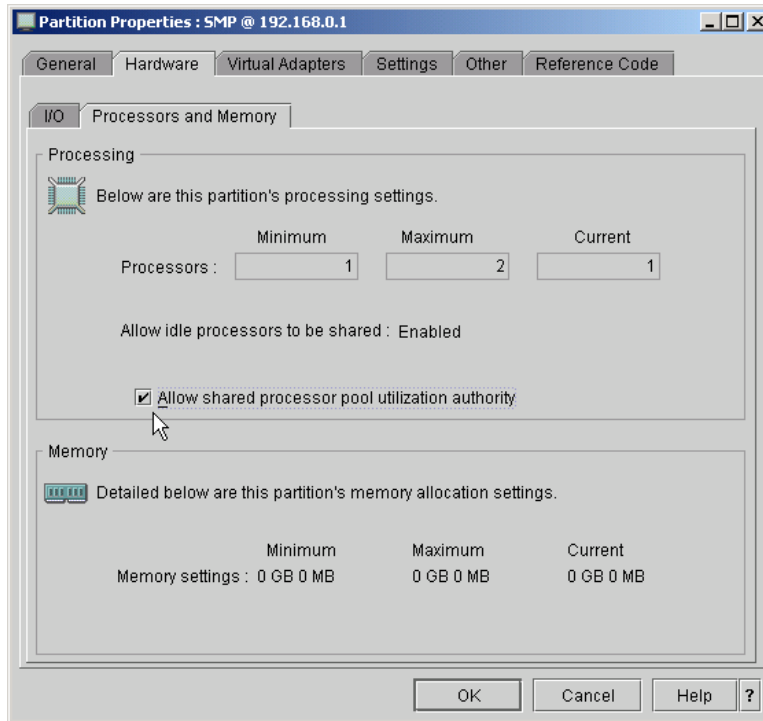 Partition Properties : SMP @ 192.168.0.1
General Hardware Virtual Adapters Settings Other Reference Code
I/O Processors and Memory
Processing
Below are this partition's processing settings.
Minimum Maximum Current
Processors : 1 2 1
Allow idle processors to be shared : Enabled
Allow shared processor pool utilization authority
Memory
Detailed below are this partition's memory allocation settings.
Minimum Maximum Current
Memory settings : 0 GB 0 MB 0 GB 0 MB 0 GB 0 MB
OK Cancel Help ?